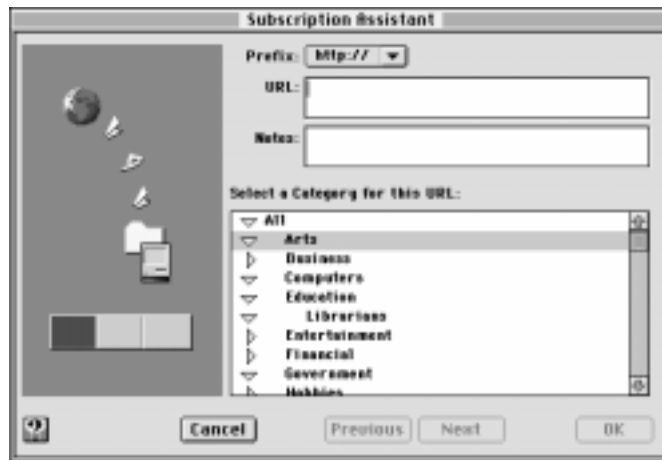 Subscription Assistant
Prefix: http://
URL:
Notes:
Select a Category for this URL:
All
Arts
Business
Computers
Education
Librarians
Entertainment
Financial
Government
Hobbies
Cancel Previous Next OK